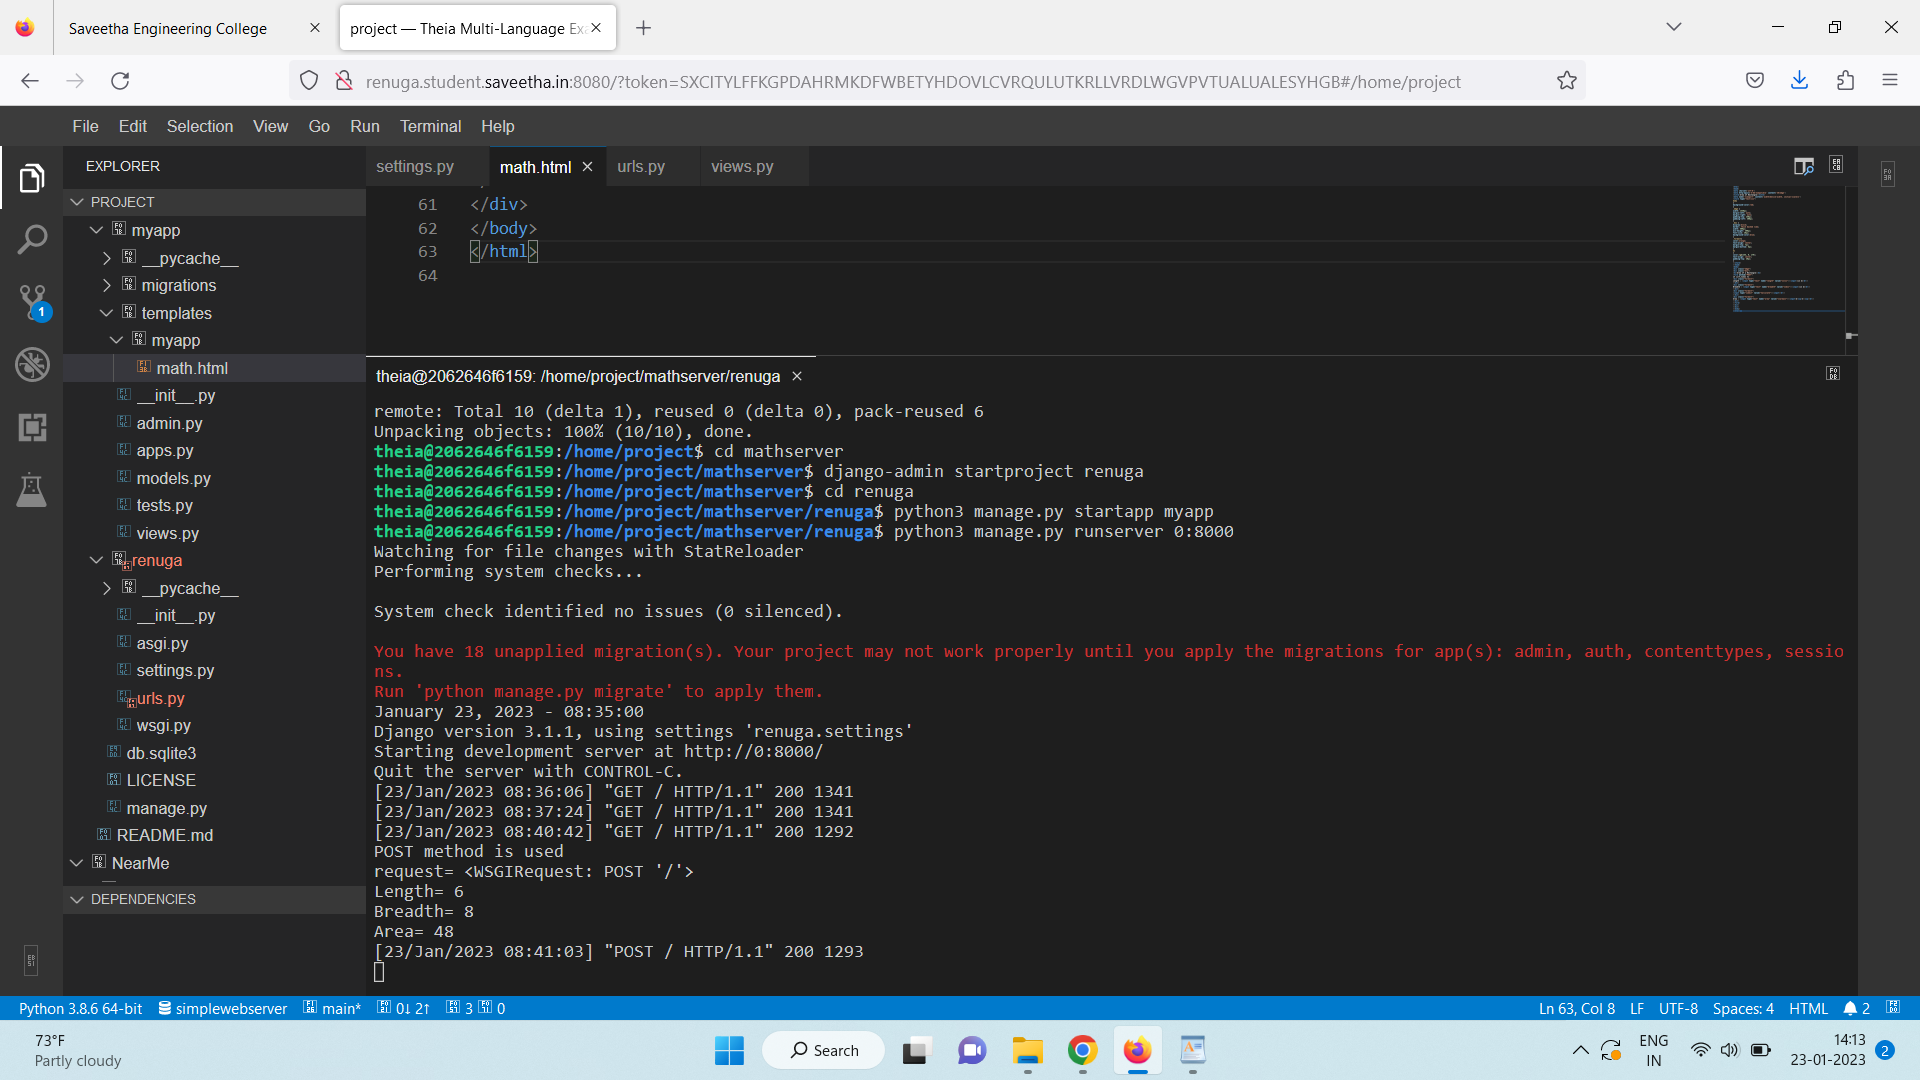 Saveetha Engineering College
project — Theia Multi-Language Ex
renuga.student.saveetha.in:8080/?token=SXCITYLFFKGPDAHRMKDFWBETYHDOVLCVRQULUTKRLLVRDLWGVPVTUALUALESYHGB#/home/project
File Edit Selection View Go Run Terminal Help
EXPLORER
PROJECT
myapp
__pycache__
migrations
templates
myapp
math.html
__init__.py
admin.py
apps.py
models.py
tests.py
views.py
renuga
__pycache__
__init__.py
asgi.py
settings.py
urls.py
wsgi.py
db.sqlite3
LICENSE
manage.py
README.md
NearMe
DEPENDENCIES
1
settings.py math.html urls.py views.py
61 </div>
62 </body>
63 </html>
64
theia@2062646f6159: /home/project/mathserver/renuga
remote: Total 10 (delta 1), reused 0 (delta 0), pack-reused 6
Unpacking objects: 100% (10/10), done.
theia@2062646f6159:/home/project$ cd mathserver
theia@2062646f6159:/home/project/mathserver$ django-admin startproject renuga
theia@2062646f6159:/home/project/mathserver$ cd renuga
theia@2062646f6159:/home/project/mathserver/renuga$ python3 manage.py startapp myapp
theia@2062646f6159:/home/project/mathserver/renuga$ python3 manage.py runserver 0:8000
Watching for file changes with StatReloader
Performing system checks...
System check identified no issues (0 silenced).
You have 18 unapplied migration(s). Your project may not work properly until you apply the migrations for app(s): admin, auth, contenttypes, sessio
ns.
Run 'python manage.py migrate' to apply them.
January 23, 2023 - 08:35:00
Django version 3.1.1, using settings 'renuga.settings'
Starting development server at http://0:8000/
Quit the server with CONTROL-C.
[23/Jan/2023 08:36:06] "GET / HTTP/1.1" 200 1341
[23/Jan/2023 08:37:24] "GET / HTTP/1.1" 200 1341
[23/Jan/2023 08:40:42] "GET / HTTP/1.1" 200 1292
POST method is used
request= <WSGIRequest: POST '/'>
Length= 6
Breadth= 8
Area= 48
[23/Jan/2023 08:41:03] "POST / HTTP/1.1" 200 1293
Python 3.8.6 64-bit simplewebserver main* 0↓ 2↑ 3 0
Ln 63, Col 8 LF UTF-8 Spaces: 4 HTML 2
73°F
Partly cloudy
Search
ENG
IN
14:13
23-01-2023
2